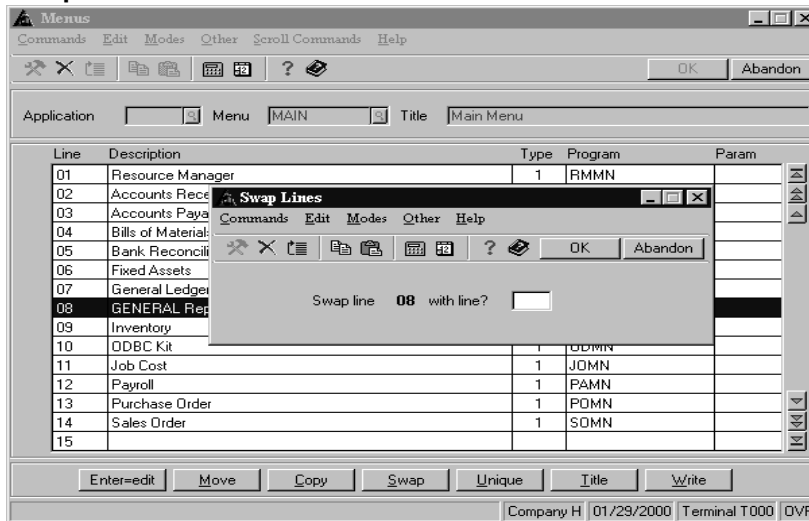 Menus
Commands Edit Modes Other Scroll Commands Help
? OK Abandon
Application Menu MAIN Title Main Menu
Line Description Type Program Param
01 Resource Manager 1 RMMN
02 Accounts Rece
03 Accounts Paya
04 Bills of Material
05 Bank Reconcili
06 Fixed Assets
07 General Ledger
08 GENERAL Rep
09 Inventory
10 ODBC Kit 1 ODMN
11 Job Cost 1 JOMN
12 Payroll 1 PAMN
13 Purchase Order 1 POMN
14 Sales Order 1 SOMN
15
Swap Lines
Commands Edit Modes Other Help
? OK Abandon
Swap line 08 with line?
Enter=edit Move Copy Swap Unique Title Write
Company H 01/29/2000 Terminal T000 OVR